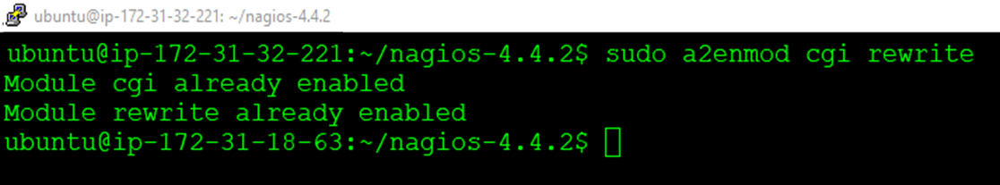 ubuntu@ip-172-31-32-221: ~/nagios-4.4.2
ubuntu@ip-172-31-32-221:~/nagios-4.4.2$ sudo a2enmod cgi rewrite
Module cgi already enabled
Module rewrite already enabled
ubuntu@ip-172-31-18-63:~/nagios-4.4.2$